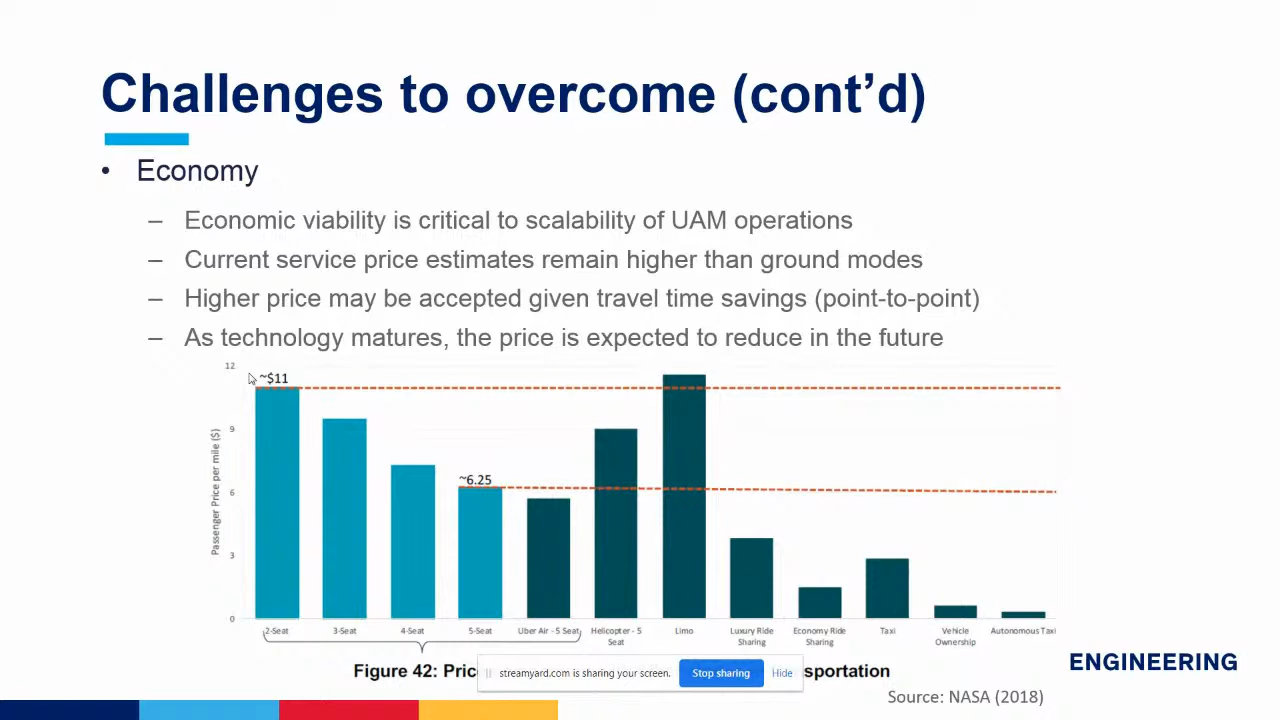 Challenges to overcome (cont’d)
• Economy
– Economic viability is critical to scalability of UAM operations
– Current service price estimates remain higher than ground modes
– Higher price may be accepted given travel time savings (point-to-point)
– As technology matures, the price is expected to reduce in the future
12
9
6
3
0
Passenger Price per mile ($)
~$11
~6.25
2-Seat
3-Seat
4-Seat
5-Seat
Uber Air - 5 Seat
Helicopter - 5
Seat
Limo
Luxury Ride
Sharing
Economy Ride
Sharing
Taxi
Vehicle
Ownership
Autonomous Taxi
Figure 42:
streamyard.com is sharing your screen.
Stop sharing
Hide
ENGINEERING
Source: NASA (2018)